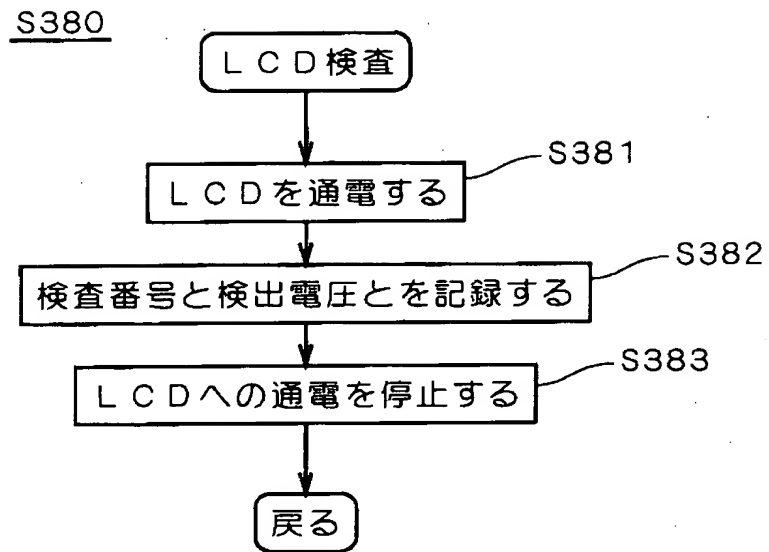 S380
LCD検査
S381
LCDを通電する
S382
検査番号と検出電圧とを記録する
S383
LCDへの通電を停止する
戻る